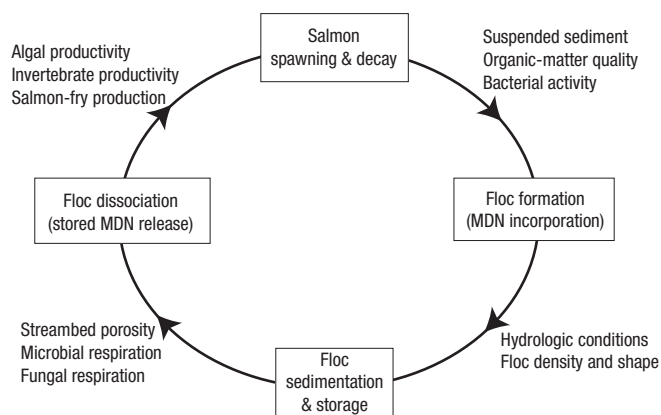 Salmon
spawning & decay
Suspended sediment
Organic-matter quality
Bacterial activity
Floc formation
(MDN incorporation)
Hydrologic conditions
Floc density and shape
Floc
sedimentation
& storage
Streambed porosity
Microbial respiration
Fungal respiration
Floc dissociation
(stored MDN release)
Algal productivity
Invertebrate productivity
Salmon-fry production